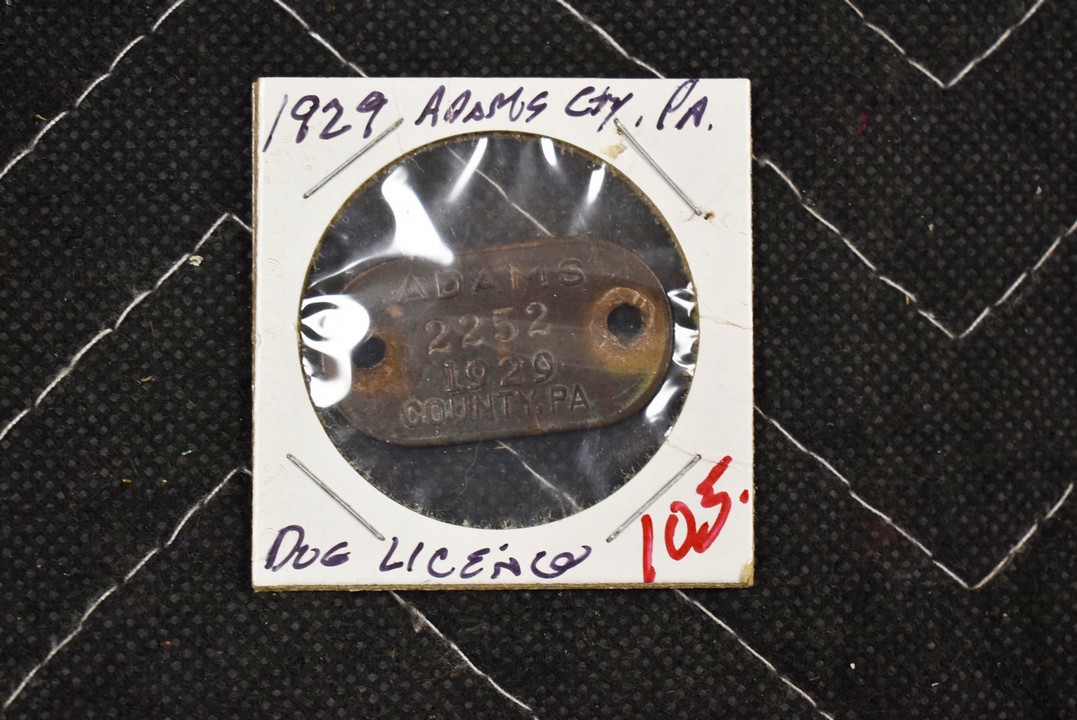 1929 ADAMS Cty, PA.
ADAMS
2252
1929
COUNTY, PA
DOG LICENCE
105.